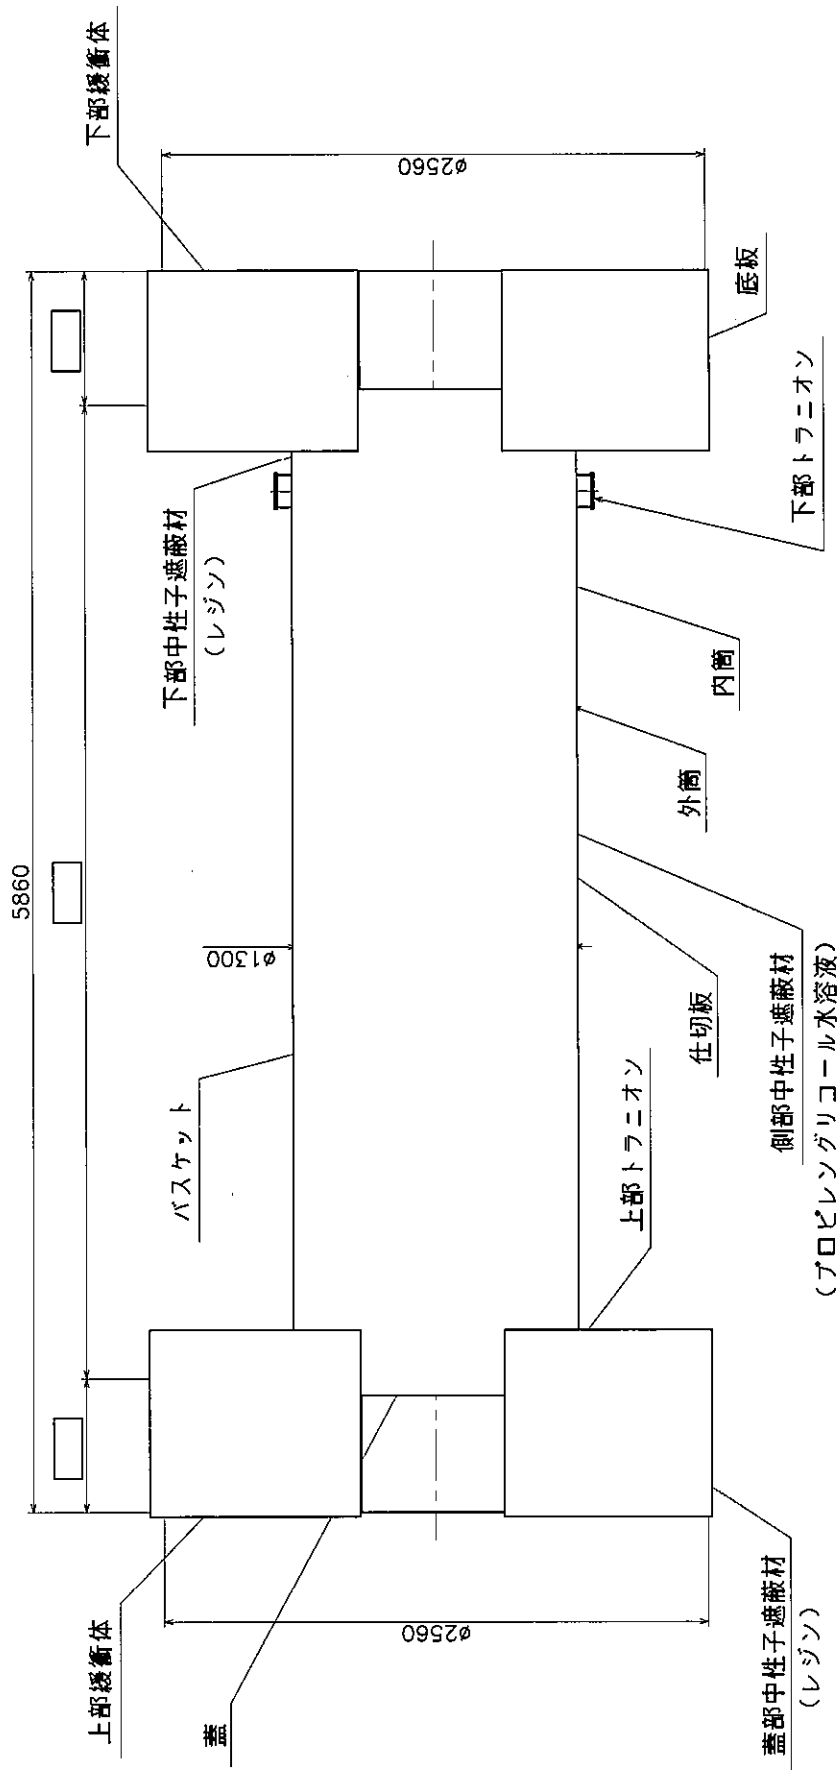 5860
上部緩衝体
蓋
φ2560
バスケット
φ1300
下部中性子遮蔽材
(レジン)
下部緩衝体
φ2560
蓋部中性子遮蔽材
(レジン)
上部トラニオン
側部中性子遮蔽材
(プロピレングリコール水溶液)
仕切板
外筒
内筒
下部トラニオン
底板